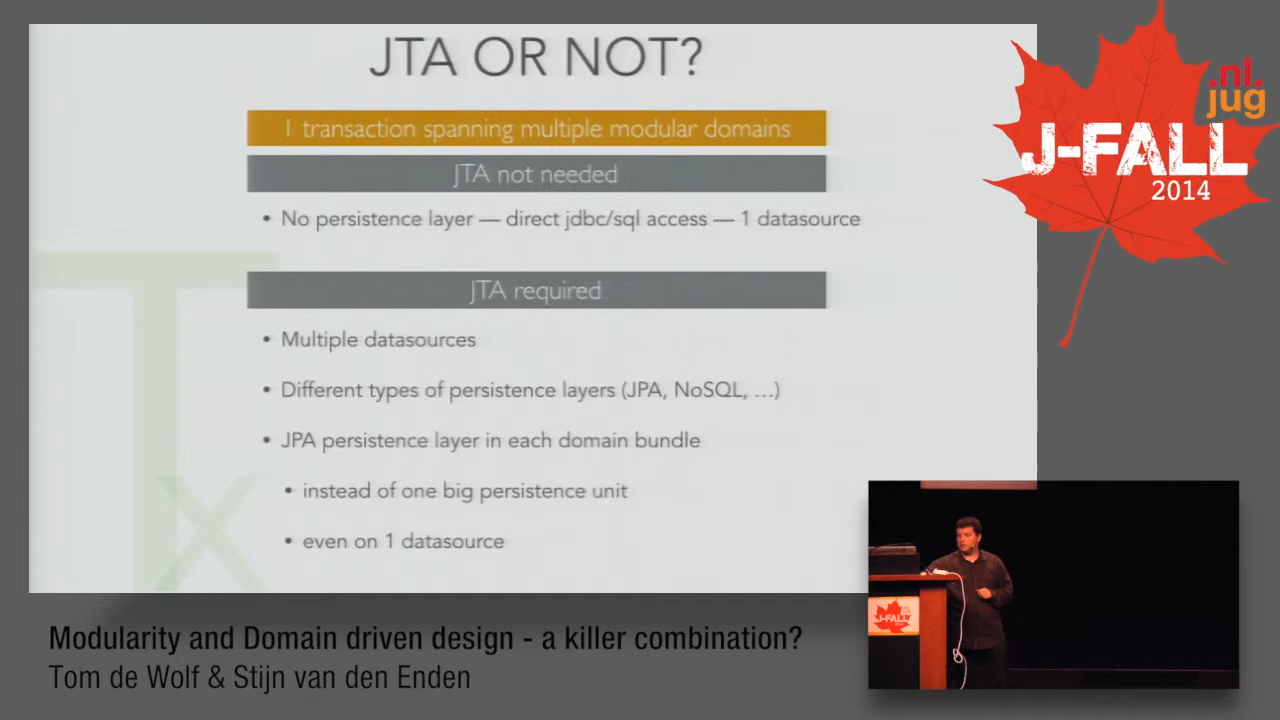 JTA OR NOT?
1 transaction spanning multiple modular domains
JTA not needed
• No persistence layer — direct jdbc/sql access — 1 datasource
JTA required
• Multiple datasources
• Different types of persistence layers (JPA, NoSQL, ...)
• JPA persistence layer in each domain bundle
• instead of one big persistence unit
• even on 1 datasource
Tx
.nl.
jug
J-FALL
2014
J-FALL
Modularity and Domain driven design - a killer combination?
Tom de Wolf & Stijn van den Enden